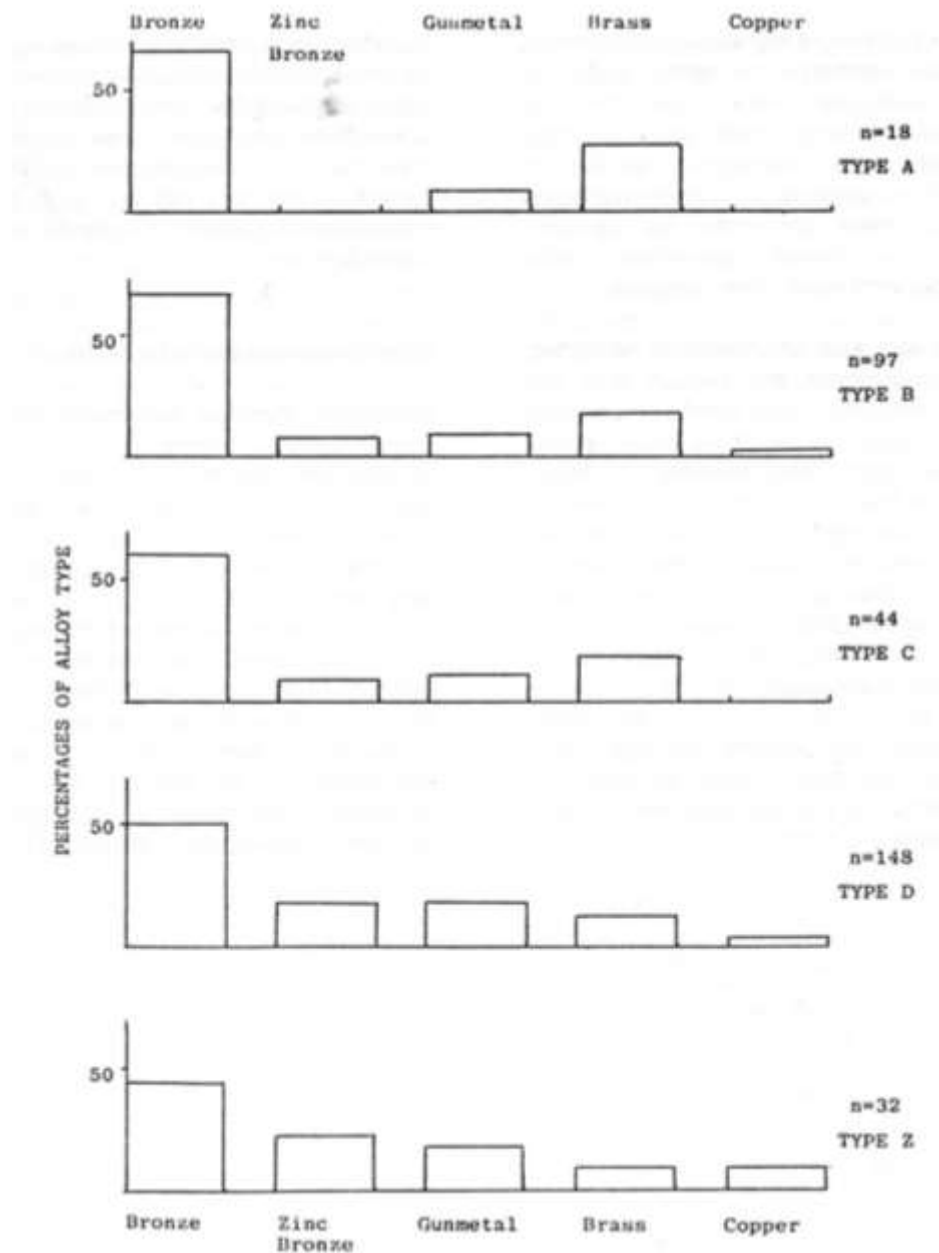 Bronze Zinc Gunmetal Brass Copper
Bronze
50
n=18
TYPE A
50
n=97
TYPE B
PERCENTAGES OF ALLOY TYPE
50
n=44
TYPE C
50
n=148
TYPE D
50
n=32
TYPE Z
Bronze Zinc Gunmetal Brass Copper
Bronze